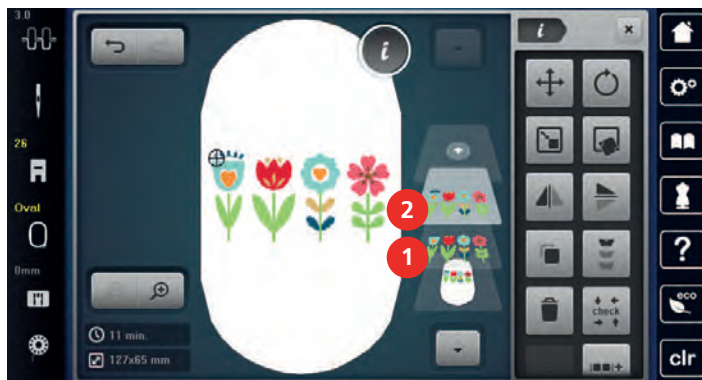 3.0
26
Oval
0mm
i
2
1
11 min.
127x65 mm
i
×
check
?
eco
clr